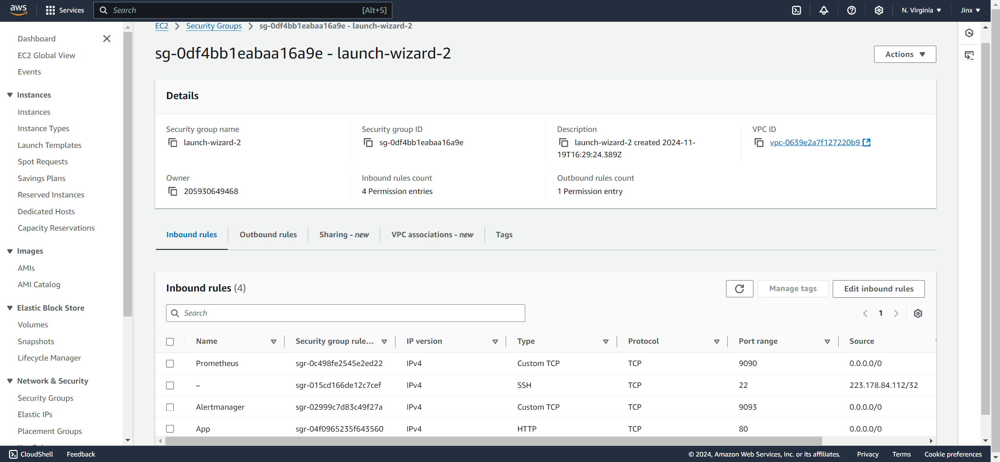 aws
Services
Search
[Alt+S]
N. Virginia
Jinx
Dashboard
EC2 Global View
Events
Instances
Instances
Instance Types
Launch Templates
Spot Requests
Savings Plans
Reserved Instances
Dedicated Hosts
Capacity Reservations
Images
AMIs
AMI Catalog
Elastic Block Store
Volumes
Snapshots
Lifecycle Manager
Network & Security
Security Groups
Elastic IPs
Placement Groups
EC2 > Security Groups > sg-0df4bb1eabaa16a9e - launch-wizard-2
sg-0df4bb1eabaa16a9e - launch-wizard-2
Actions
Details
Security group name
launch-wizard-2
Security group ID
sg-0df4bb1eabaa16a9e
Description
launch-wizard-2 created 2024-11-
19T16:29:24.389Z
VPC ID
vpc-0639e2a7f127220b9
Owner
205930649468
Inbound rules count
4 Permission entries
Outbound rules count
1 Permission entry
Inbound rules
Outbound rules
Sharing - new
VPC associations - new
Tags
Inbound rules (4)
Manage tags
Edit inbound rules
Search
1
Name Security group rule... IP version Type Protocol Port range Source
Prometheus sgr-0c498fe2545e2ed22 IPv4 Custom TCP TCP 9090 0.0.0.0/0
– sgr-015cd166de12c7cef IPv4 SSH TCP 22 223.178.84.112/32
Alertmanager sgr-02999c7d83c49f27a IPv4 Custom TCP TCP 9093 0.0.0.0/0
App sgr-04f0965235f643560 IPv4 HTTP TCP 80 0.0.0.0/0
CloudShell
Feedback
© 2024, Amazon Web Services, Inc. or its affiliates.
Privacy
Terms
Cookie preferences